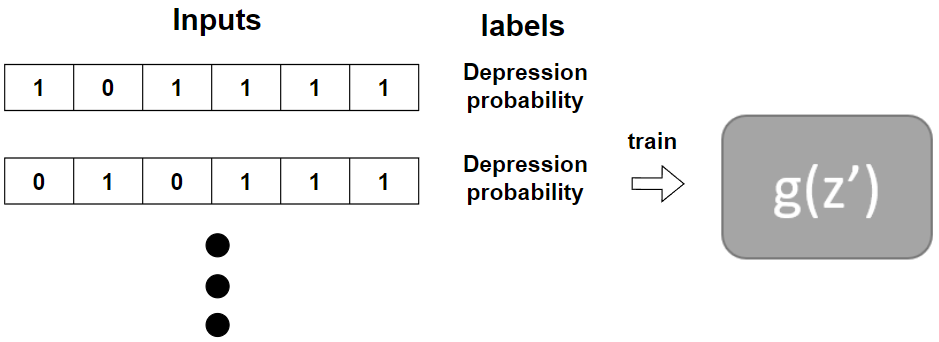 Inputs
labels
1 0 1 1 1 1
Depression
probability
0 1 0 1 1 1
Depression
probability
train
g(z’)